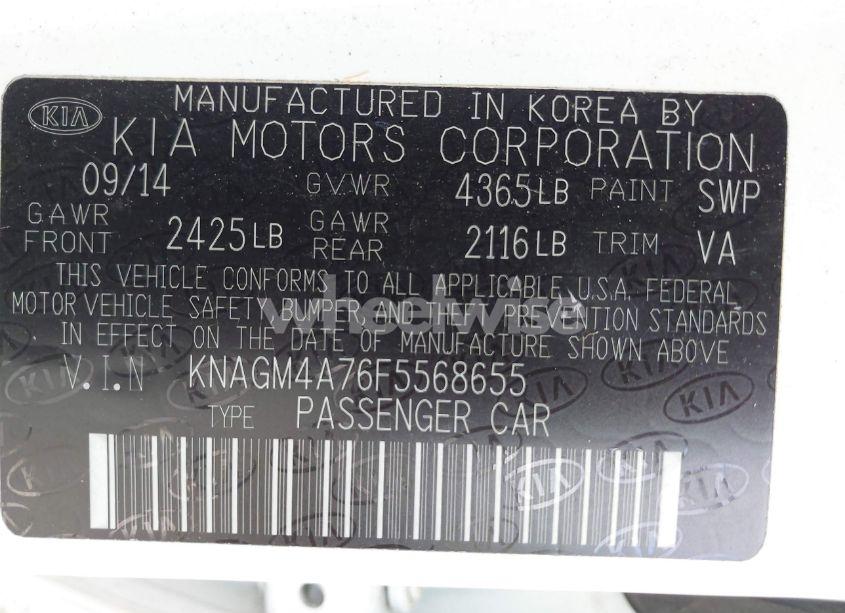 KIA
MANUFACTURED IN KOREA BY
KIA MOTORS CORPORATION
09/14 GVWR 4365LB PAINT SWP
GAWR FRONT 2425LB GAWR REAR 2116LB TRIM VA
THIS VEHICLE CONFORMS TO ALL APPLICABLE U.S.A. FEDERAL
MOTOR VEHICLE SAFETY, BUMPER, AND THEFT PREVENTION STANDARDS
IN EFFECT ON THE DATE OF MANUFACTURE SHOWN ABOVE
V.I.N KNAGM4A76F5568655
TYPE PASSENGER CAR
wheelwise